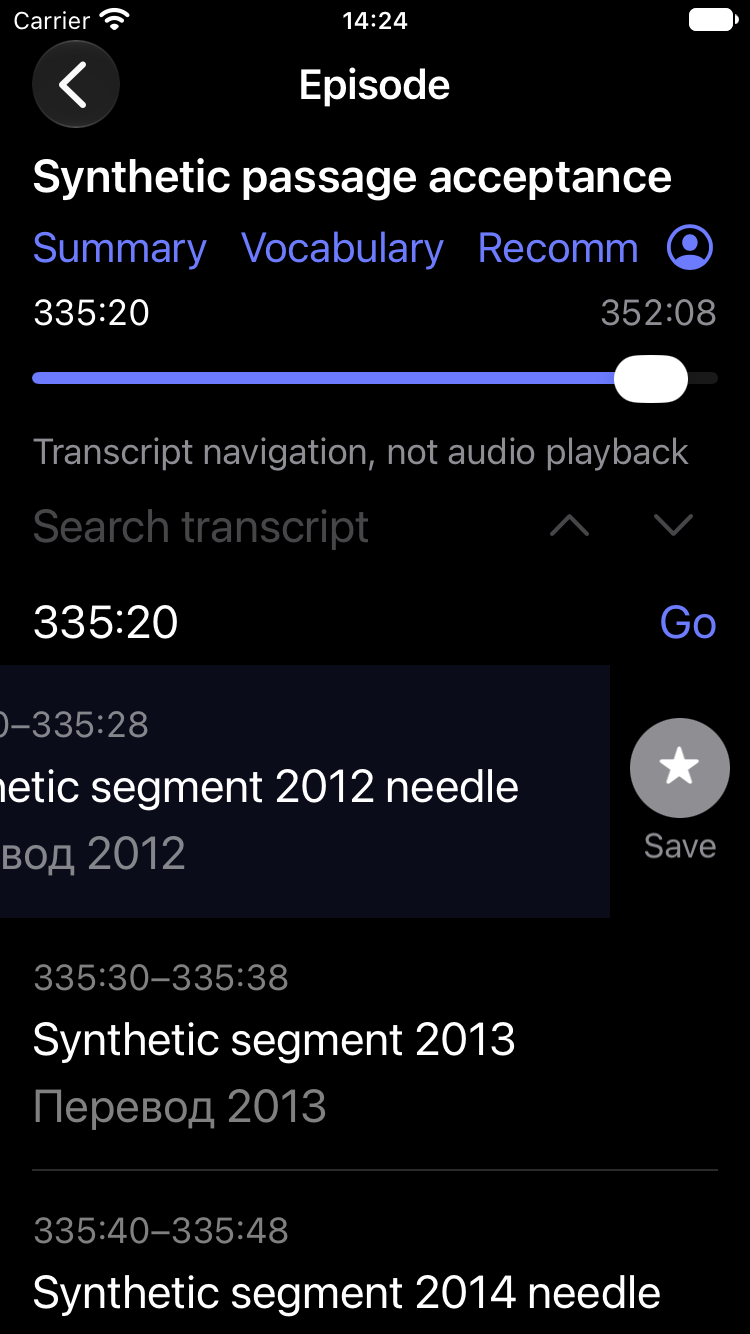 Carrier 14:24
Episode
Synthetic passage acceptance
Summary Vocabulary Recomm
335:20 352:08
Transcript navigation, not audio playback
Search transcript
335:20 Go
0–335:28
netic segment 2012 needle
вод 2012
Save
335:30–335:38
Synthetic segment 2013
Перевод 2013
335:40–335:48
Synthetic segment 2014 needle